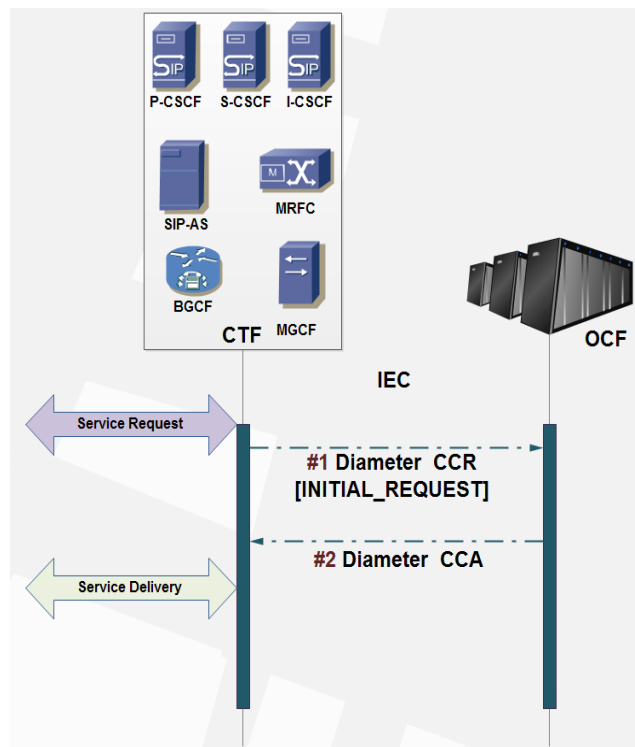 SIP
SIP
SIP
P-CSCF
S-CSCF
I-CSCF
M
SIP-AS
MRFC
BGCF
MGCF
CTF
OCF
IEC
Service Request
#1 Diameter CCR
[INITIAL_REQUEST]
#2 Diameter CCA
Service Delivery